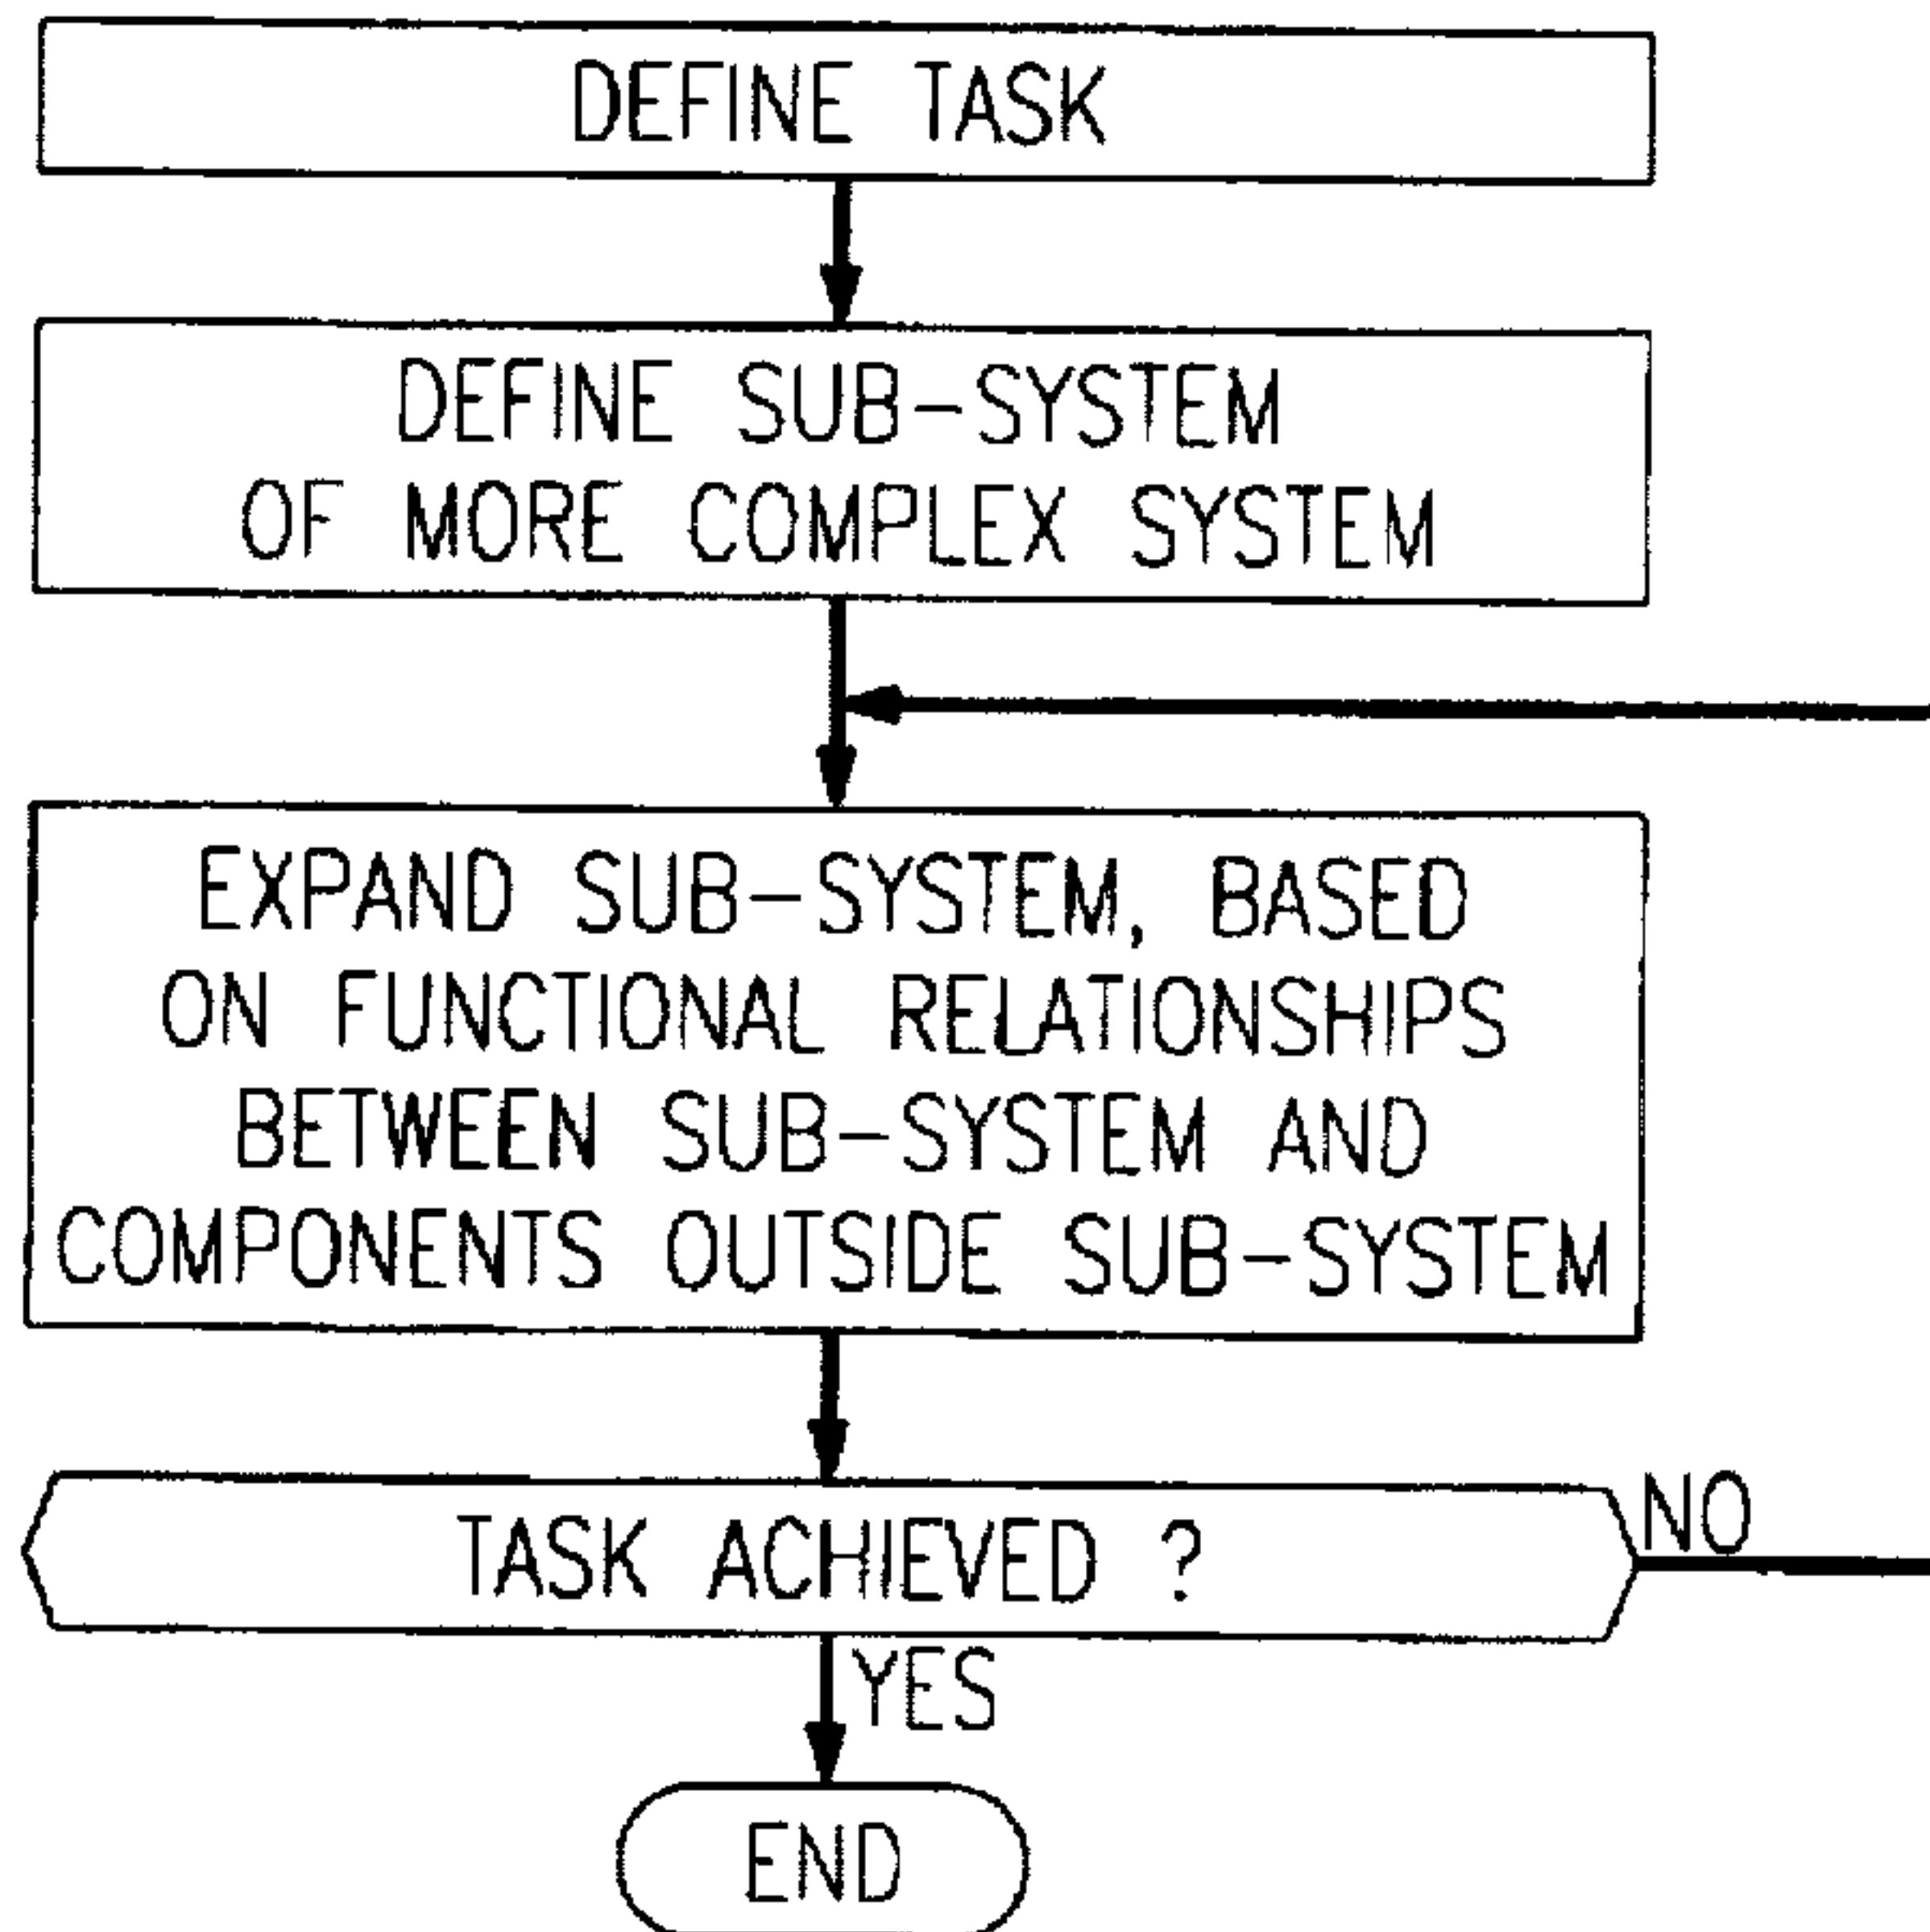 DEFINE TASK
DEFINE SUB-SYSTEM
OF MORE COMPLEX SYSTEM
EXPAND SUB-SYSTEM, BASED
ON FUNCTIONAL RELATIONSHIPS
BETWEEN SUB-SYSTEM AND
COMPONENTS OUTSIDE SUB-SYSTEM
TASK ACHIEVED ?
NO
YES
END